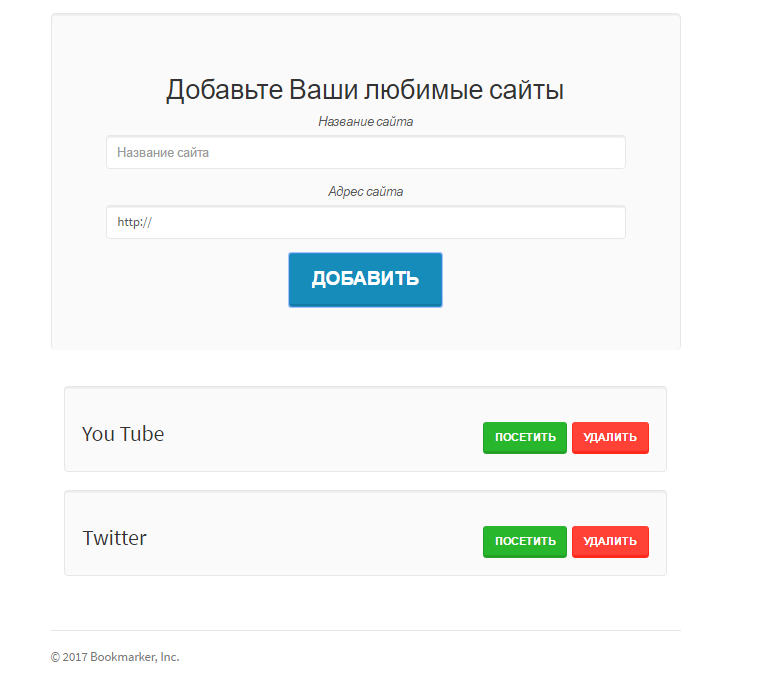 Добавьте Ваши любимые сайты
Название сайта
Название сайта
Адрес сайта
http://
ДОБАВИТЬ
You Tube
ПОСЕТИТЬ УДАЛИТЬ
Twitter
ПОСЕТИТЬ УДАЛИТЬ
© 2017 Bookmarker, Inc.